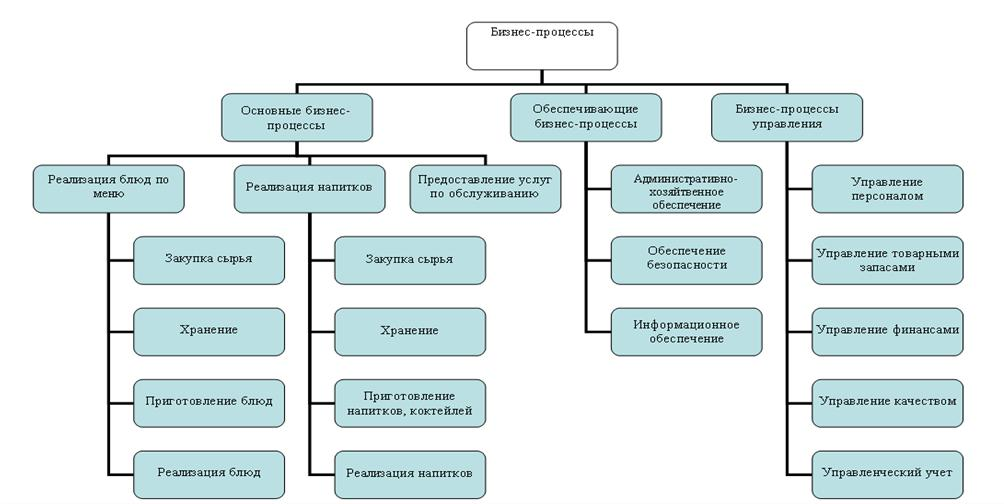 Бизнес-процессы
Основные бизнес-
процессы
Обеспечивающие
бизнес-процессы
Бизнес-процессы
управления
Реализация блюд по
меню
Реализация напитков
Предоставление услуг
по обслуживанию
Административно-
хозяйтвенное
обеспечение
Управление
персоналом
Закупка сырья
Закупка сырья
Обеспечение
безопасности
Управление товарными
запасами
Хранение
Хранение
Информационное
обеспечение
Управление финансами
Приготовление блюд
Приготовление
напитков, коктейлей
Управление качеством
Реализация блюд
Реализация напитков
Управленческий учет